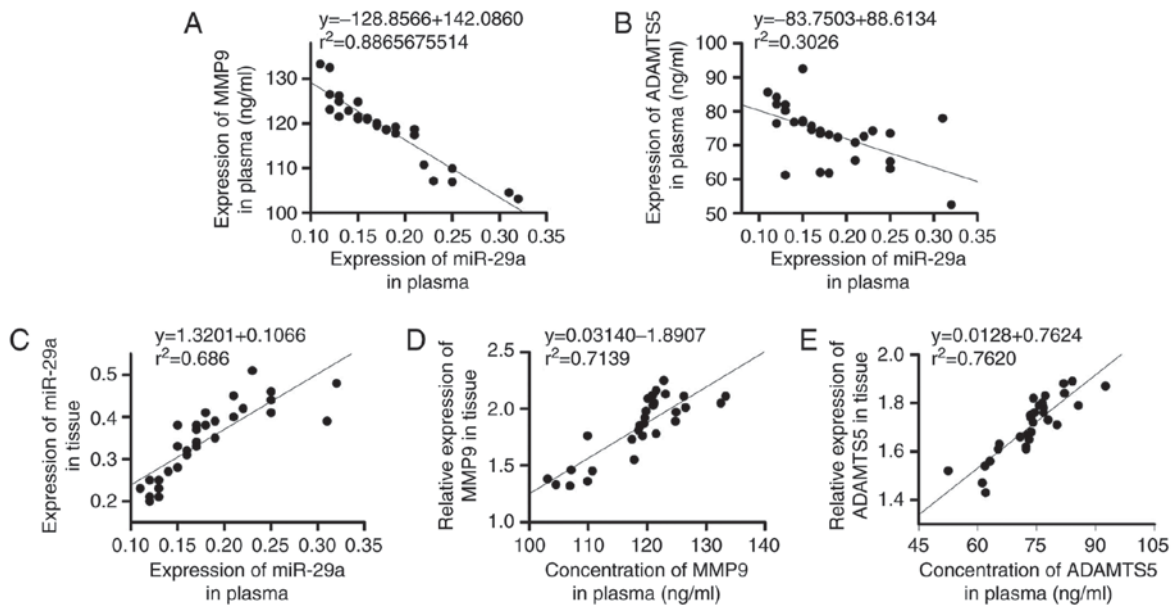 A
y=–128.8566+142.0860
r²=0.8865675514
Expression of MMP9
in plasma (ng/ml)
130
120
110
100
0.10 0.15 0.20 0.25 0.30 0.35
Expression of miR-29a
in plasma
B
y=–83.7503+88.6134
r²=0.3026
Expression of ADAMTS5
in plasma (ng/ml)
100
90
80
70
60
50
0.10 0.15 0.20 0.25 0.30 0.35
Expression of miR-29a
in plasma
C
y=1.3201+0.1066
r²=0.686
Expression of miR-29a
in tissue
0.5
0.4
0.3
0.2
0.10 0.15 0.20 0.25 0.30 0.35
Expression of miR-29a
in plasma
D
y=0.03140–1.8907
r²=0.7139
Relative expression of
MMP9 in tissue
2.5
2.0
1.5
1.0
100 110 120 130 140
Concentration of MMP9
in plasma (ng/ml)
E
y=0.0128+0.7624
r²=0.7620
Relative expression of
ADAMTS5 in tissue
2.0
1.8
1.6
1.4
45 60 75 90 105
Concentration of ADAMTS5
in plasma (ng/ml)